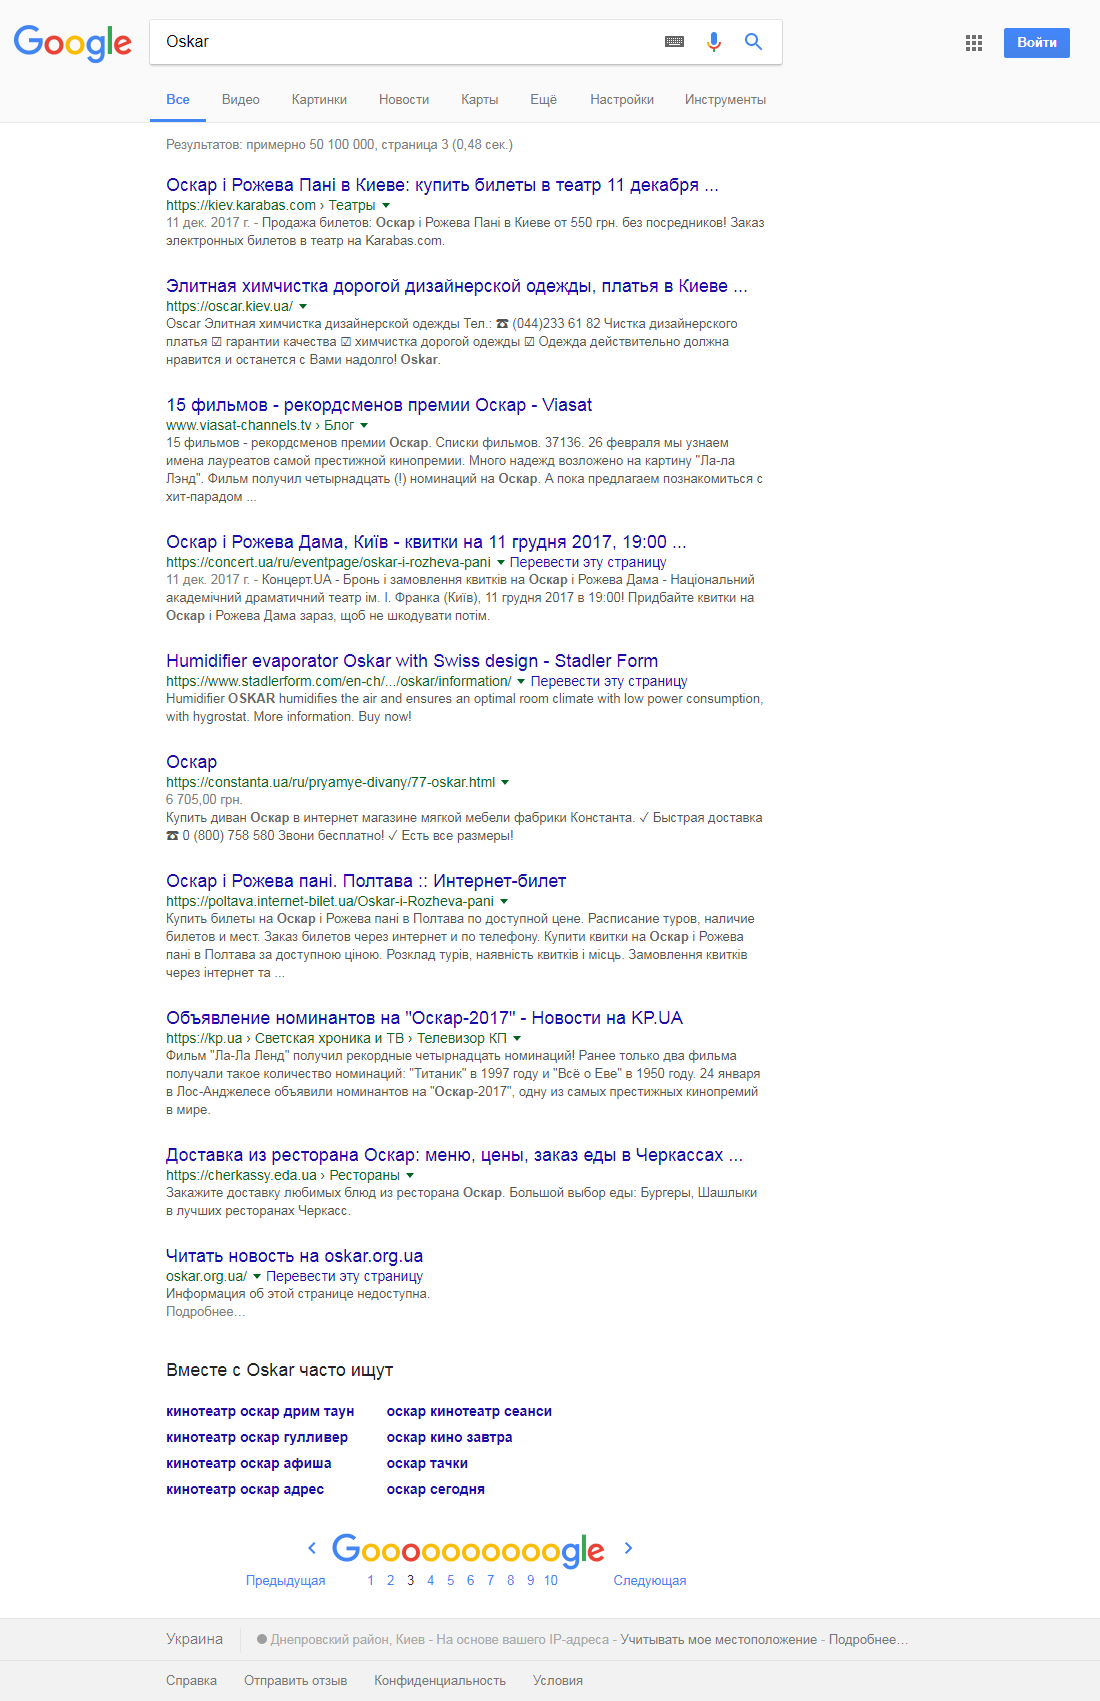 Google
Oskar
Войти
Все Видео Картинки Новости Карты Ещё Настройки Инструменты
Результатов: примерно 50 100 000, страница 3 (0,48 сек.)
Оскар і Рожева Пані в Киеве: купить билеты в театр 11 декабря ...
https://kiev.karabas.com › Театры
11 дек. 2017 г. - Продажа билетов: Оскар і Рожева Пані в Киеве от 550 грн. без посредников! Заказ
электронных билетов в театр на Karabas.com.
Элитная химчистка дорогой дизайнерской одежды, платья в Киеве ...
https://oscar.kiev.ua/
Oscar Элитная химчистка дизайнерской одежды Тел.: ☎ (044)233 61 82 Чистка дизайнерского
платья ☑ гарантии качества ☑ химчистка дорогой одежды ☑ Одежда действительно должна
нравится и останется с Вами надолго! Oskar.
15 фильмов - рекордсменов премии Оскар - Viasat
www.viasat-channels.tv › Блог
15 фильмов - рекордсменов премии Оскар. Списки фильмов. 37136. 26 февраля мы узнаем
имена лауреатов самой престижной кинопремии. Много надежд возложено на картину "Ла-ла
Лэнд". Фильм получил четырнадцать (!) номинаций на Оскар. А пока предлагаем познакомиться с
хит-парадом ...
Оскар і Рожева Дама, Київ - квитки на 11 грудня 2017, 19:00 ...
https://concert.ua/ru/eventpage/oskar-i-rozheva-pani Перевести эту страницу
11 дек. 2017 г. - Концерт.UA - Бронь і замовлення квитків на Оскар і Рожева Дама - Національний
академічний драматичний театр ім. І. Франка (Київ), 11 грудня 2017 в 19:00! Придбайте квитки на
Оскар і Рожева Дама зараз, щоб не шкодувати потім.
Humidifier evaporator Oskar with Swiss design - Stadler Form
https://www.stadlerform.com/en-ch/.../oskar/information/ Перевести эту страницу
Humidifier OSKAR humidifies the air and ensures an optimal room climate with low power consumption,
with hygrostat. More information. Buy now!
Оскар
https://constanta.ua/ru/pryamye-divany/77-oskar.html
6 705,00 грн.
Купить диван Оскар в интернет магазине мягкой мебели фабрики Константа. ✓ Быстрая доставка
☎ 0 (800) 758 580 Звони бесплатно! ✓ Есть все размеры!
Оскар і Рожева пані. Полтава :: Интернет-билет
https://poltava.internet-bilet.ua/Oskar-i-Rozheva-pani
Купить билеты на Оскар і Рожева пані в Полтава по доступной цене. Расписание туров, наличие
билетов и мест. Заказ билетов через интернет и по телефону. Купити квитки на Оскар і Рожева
пані в Полтава за доступною ціною. Розклад турів, наявність квитків і місць. Замовлення квитків
через інтернет та ...
Объявление номинантов на "Оскар-2017" - Новости на KP.UA
https://kp.ua › Светская хроника и ТВ › Телевизор КП
Фильм "Ла-Ла Ленд" получил рекордные четырнадцать номинаций! Ранее только два фильма
получали такое количество номинаций: "Титаник" в 1997 году и "Всё о Еве" в 1950 году. 24 января
в Лос-Анджелесе объявили номинантов на "Оскар-2017", одну из самых престижных кинопремий
в мире.
Доставка из ресторана Оскар: меню, цены, заказ еды в Черкассах ...
https://cherkassy.eda.ua › Рестораны
Закажите доставку любимых блюд из ресторана Оскар. Большой выбор еды: Бургеры, Шашлыки
в лучших ресторанах Черкасс.
Читать новость на oskar.org.ua
oskar.org.ua/ Перевести эту страницу
Информация об этой странице недоступна.
Подробнее...
Вместе с Oskar часто ищут
кинотеатр оскар дрим таун оскар кинотеатр сеанси
кинотеатр оскар гулливер оскар кино завтра
кинотеатр оскар афиша оскар тачки
кинотеатр оскар адрес оскар сегодня
Goooooooooogle
Предыдущая 1 2 3 4 5 6 7 8 9 10 Следующая
Украина Днепровский район, Киев - На основе вашего IP-адреса - Учитывать мое местоположение - Подробнее…
Справка Отправить отзыв Конфиденциальность Условия